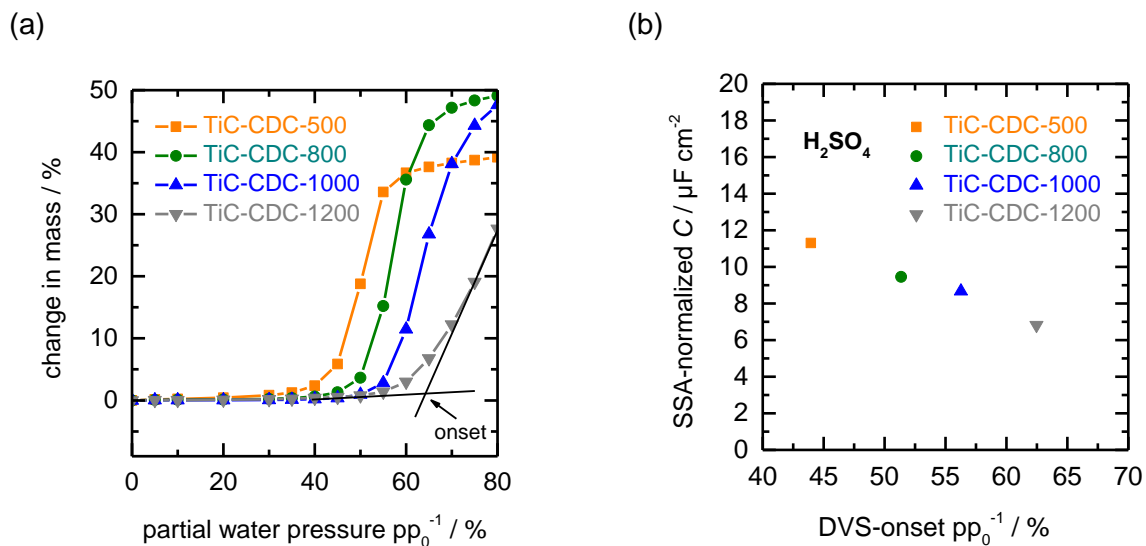 (a)
(b)
50
40
30
20
10
0
0
20
40
60
80
change in mass / %
partial water pressure pp₀⁻¹ / %
TiC-CDC-500
TiC-CDC-800
TiC-CDC-1000
TiC-CDC-1200
onset
20
18
16
14
12
10
8
6
4
2
0
40
45
50
55
60
65
70
SSA-normalized C / µF cm⁻²
DVS-onset pp₀⁻¹ / %
H₂SO₄
TiC-CDC-500
TiC-CDC-800
TiC-CDC-1000
TiC-CDC-1200